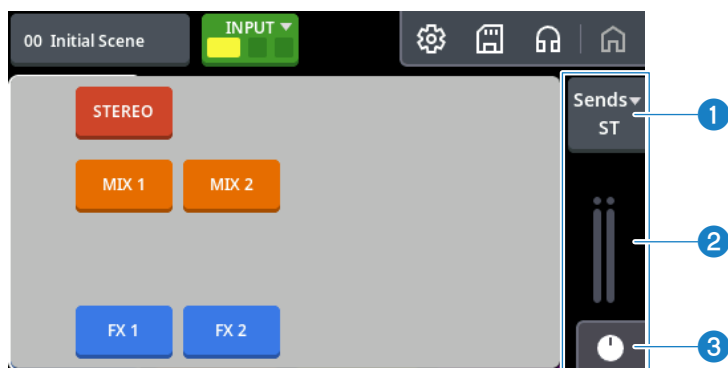 00 Initial Scene
INPUT
STEREO
MIX 1 MIX 2
FX 1 FX 2
Sends
ST
1
2
3